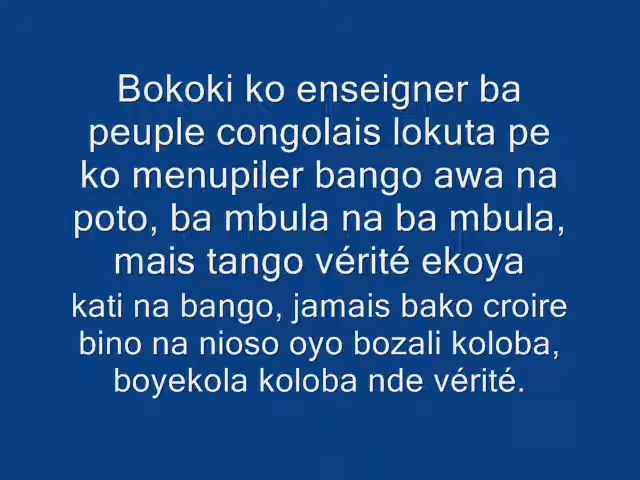 Bokoki ko enseigner ba
peuple congolais lokuta pe
ko menupiler bango awa na
poto, ba mbula na ba mbula,
mais tango vérité ekoya
kati na bango, jamais bako croire
bino na nioso oyo bozali koloba,
boyekola koloba nde vérité.